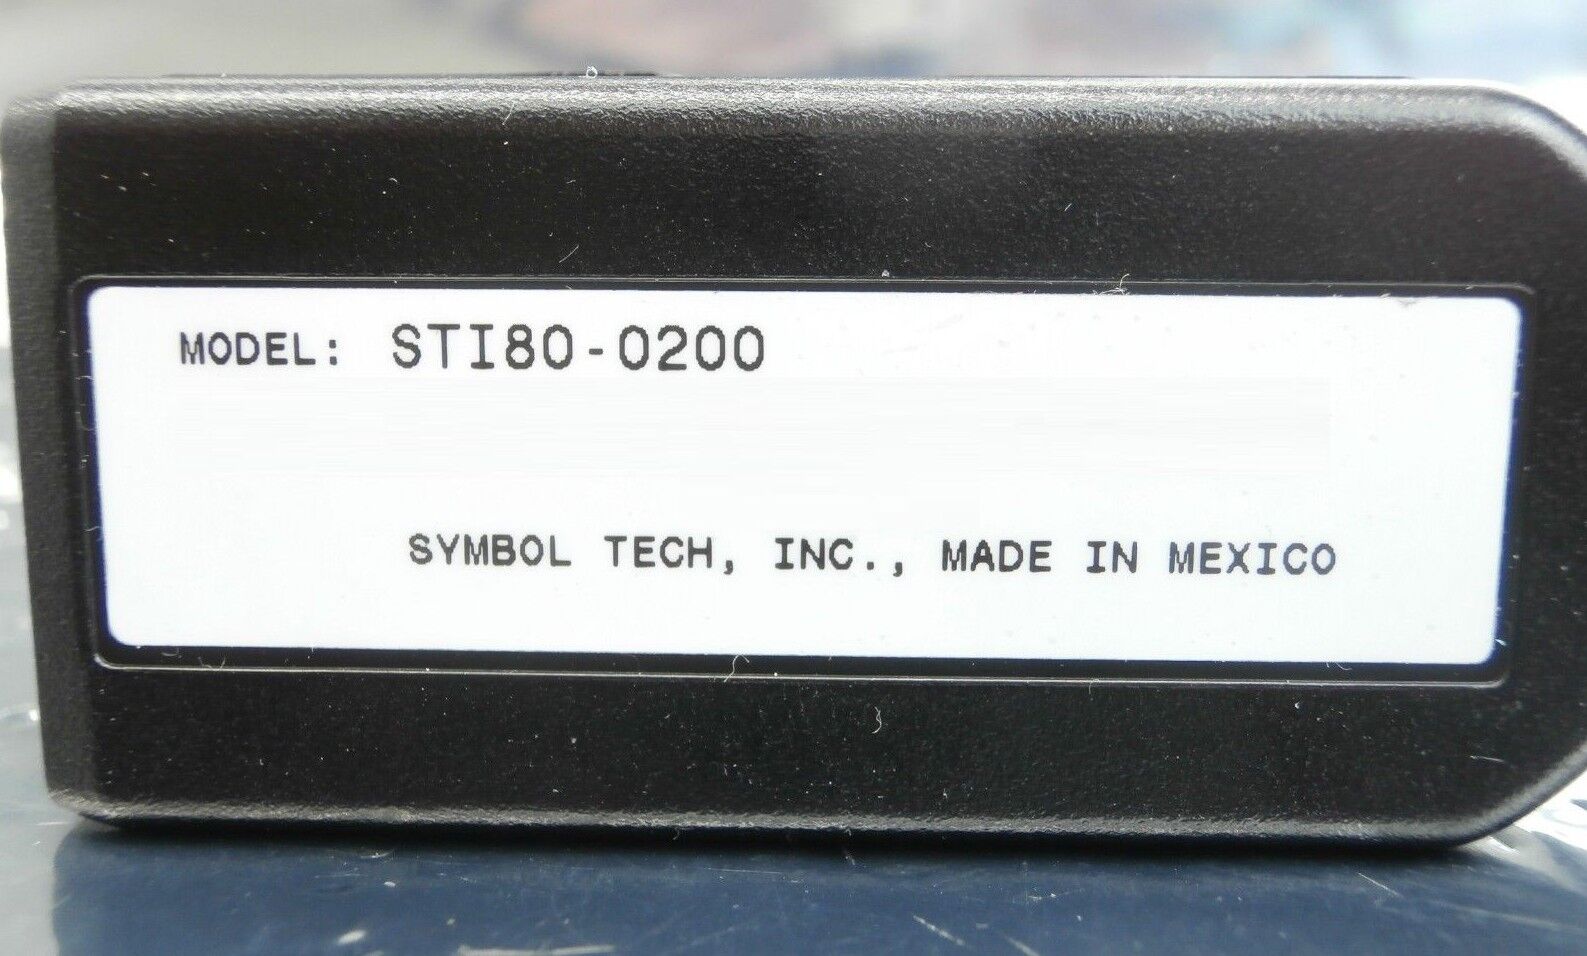 MODEL: STI80-0200
SYMBOL TECH, INC., MADE IN MEXICO